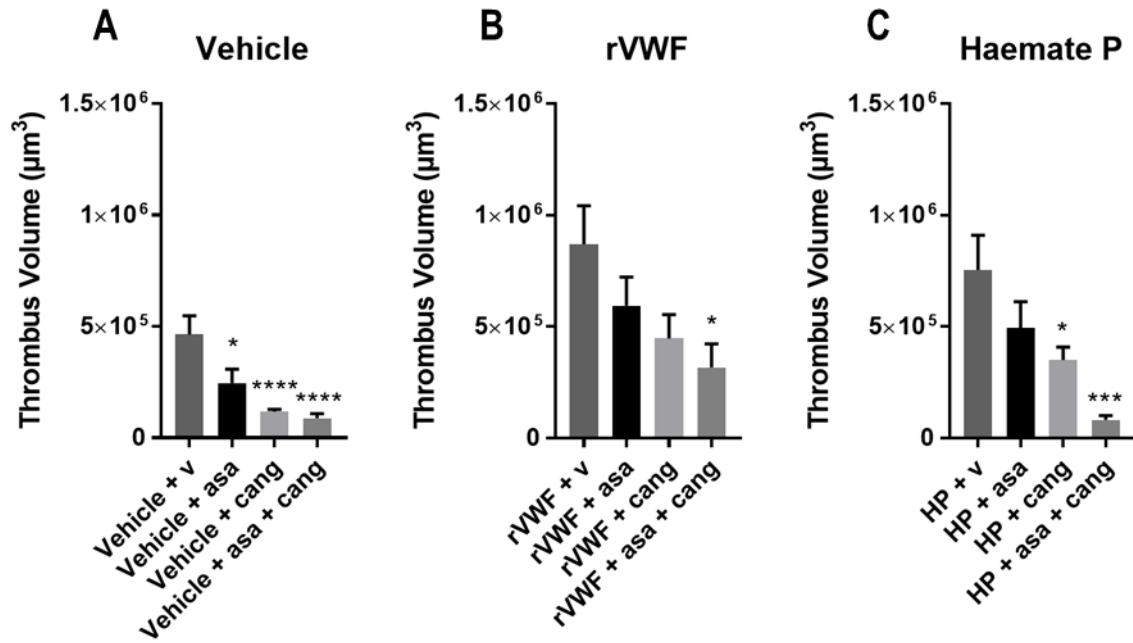 A
Vehicle
Thrombus Volume (µm³)
1.5×10⁶
1×10⁶
5×10⁵
0
*
****
****
Vehicle + v
Vehicle + asa
Vehicle + cang
Vehicle + asa + cang
B
rVWF
Thrombus Volume (µm³)
1.5×10⁶
1×10⁶
5×10⁵
0
*
rVWF + v
rVWF + asa
rVWF + cang
rVWF + asa + cang
C
Haemate P
Thrombus Volume (µm³)
1.5×10⁶
1×10⁶
5×10⁵
0
*
***
HP + v
HP + asa
HP + cang
HP + asa + cang